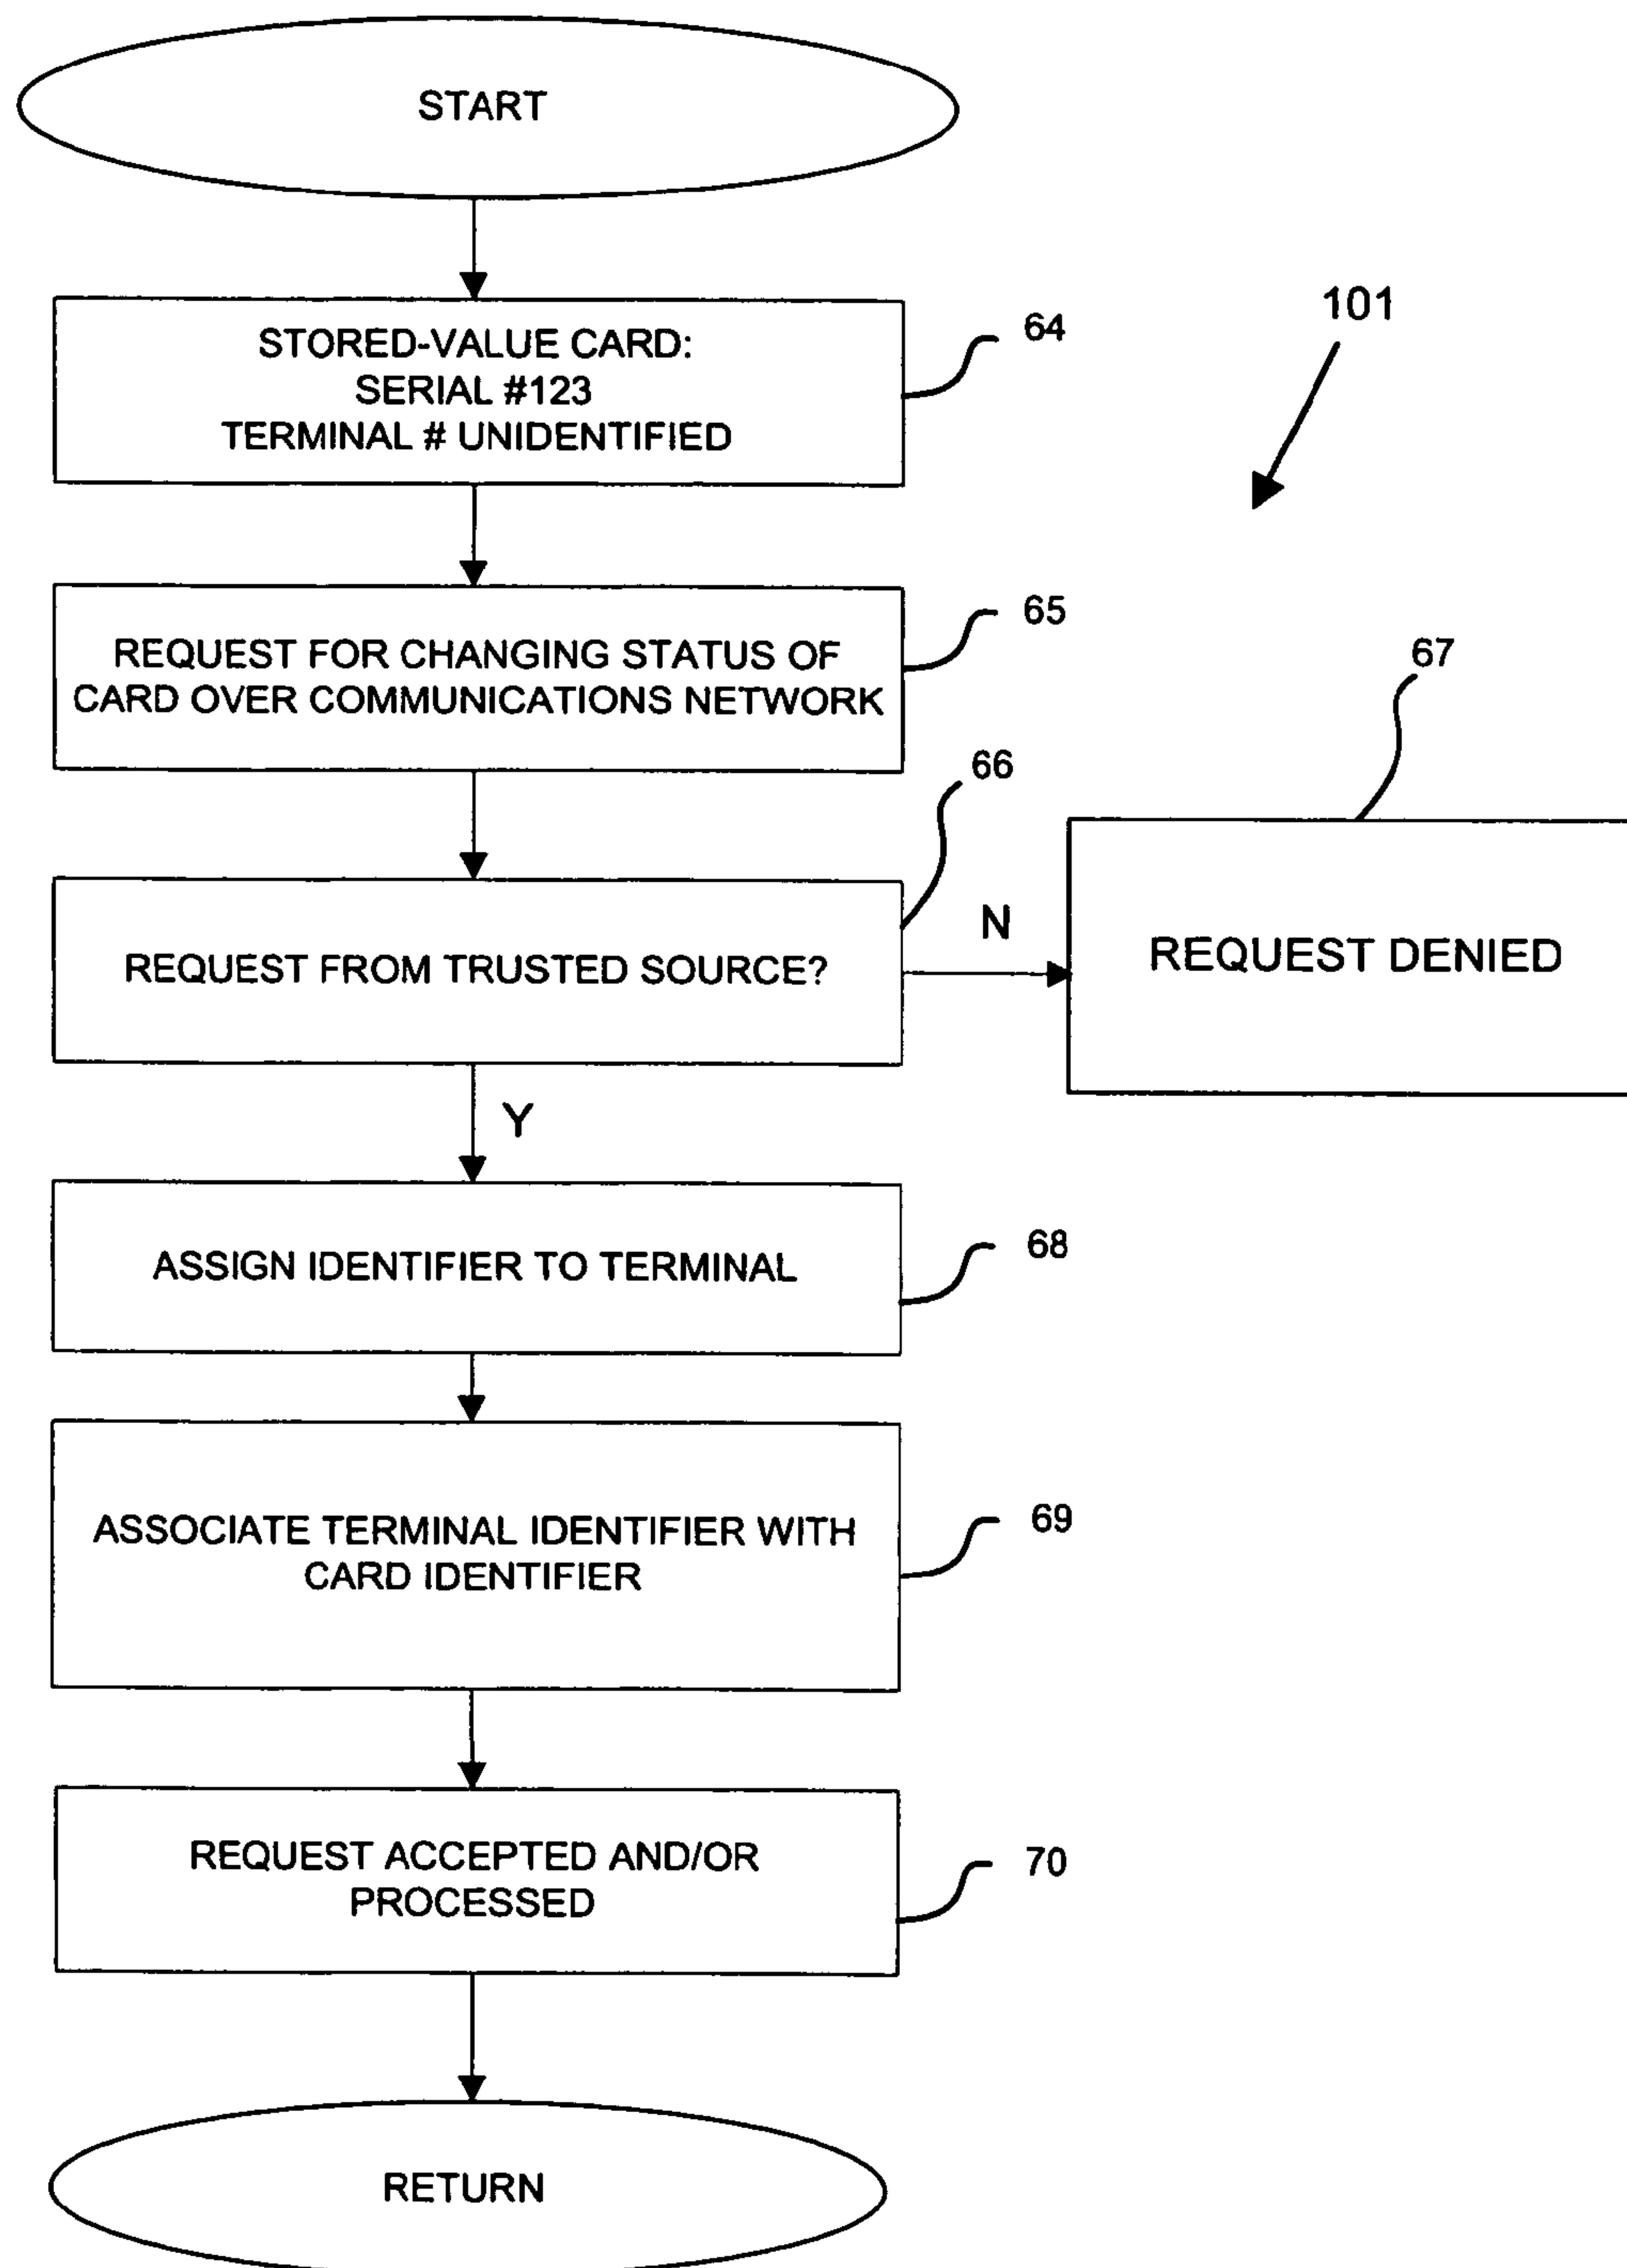 START
STORED-VALUE CARD:
SERIAL #123
TERMINAL # UNIDENTIFIED
64
101
REQUEST FOR CHANGING STATUS OF
CARD OVER COMMUNICATIONS NETWORK
65
66
67
REQUEST FROM TRUSTED SOURCE?
N
REQUEST DENIED
Y
ASSIGN IDENTIFIER TO TERMINAL
68
ASSOCIATE TERMINAL IDENTIFIER WITH
CARD IDENTIFIER
69
REQUEST ACCEPTED AND/OR
PROCESSED
70
RETURN